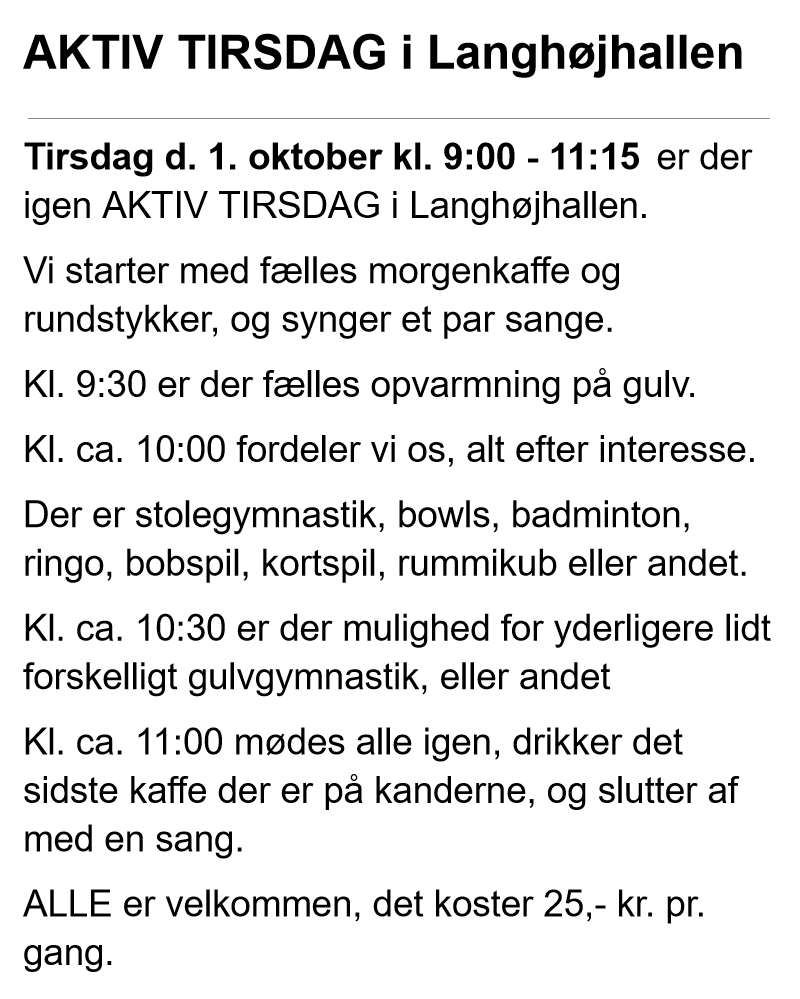 AKTIV TIRSDAG i Langhøjhallen
Tirsdag d. 1. oktober kl. 9:00 - 11:15 er der
igen AKTIV TIRSDAG i Langhøjhallen.
Vi starter med fælles morgenkaffe og
rundstykker, og synger et par sange.
Kl. 9:30 er der fælles opvarmning på gulv.
Kl. ca. 10:00 fordeler vi os, alt efter interesse.
Der er stolegymnastik, bowls, badminton,
ringo, bobspil, kortspil, rummikub eller andet.
Kl. ca. 10:30 er der mulighed for yderligere lidt
forskelligt gulvgymnastik, eller andet
Kl. ca. 11:00 mødes alle igen, drikker det
sidste kaffe der er på kanderne, og slutter af
med en sang.
ALLE er velkommen, det koster 25,- kr. pr.
gang.